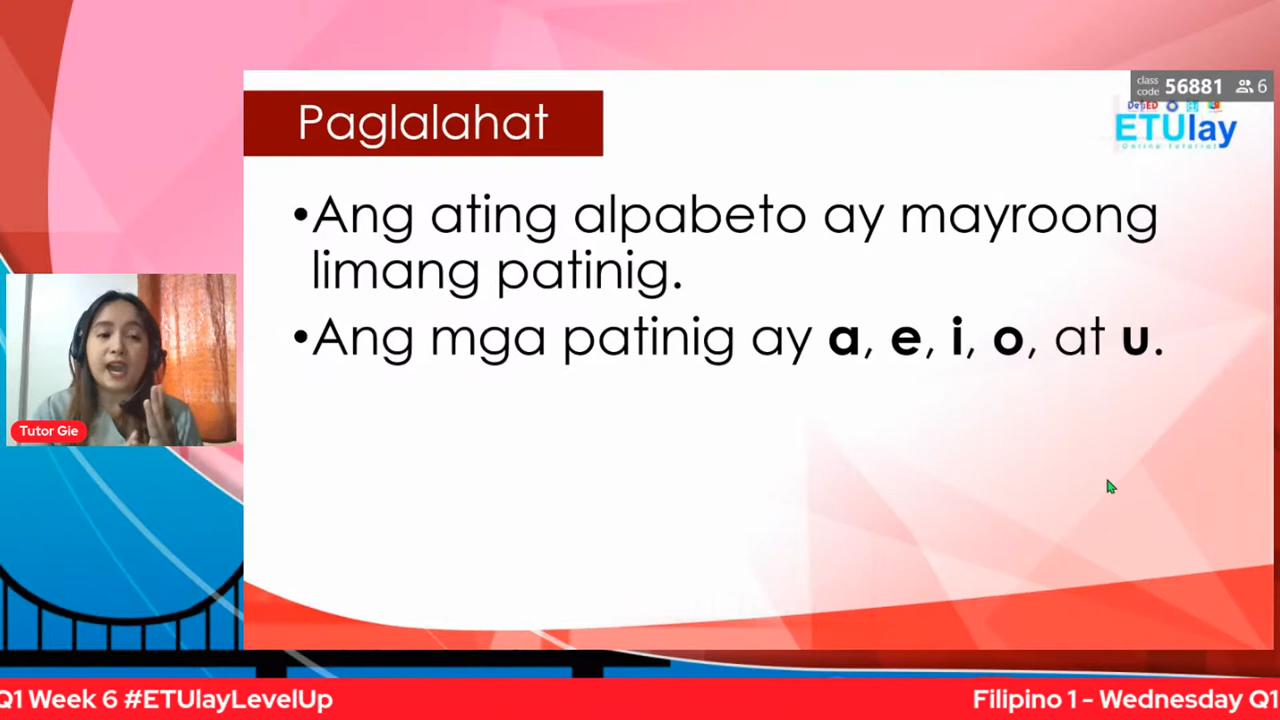 Paglalahat
class code 56881 6
DepED
ETUlay
Online Tutorial
•Ang ating alpabeto ay mayroong
limang patinig.
•Ang mga patinig ay a, e, i, o, at u.
Tutor Gie
Q1 Week 6 #ETUlayLevelUp
Filipino 1 - Wednesday Q1